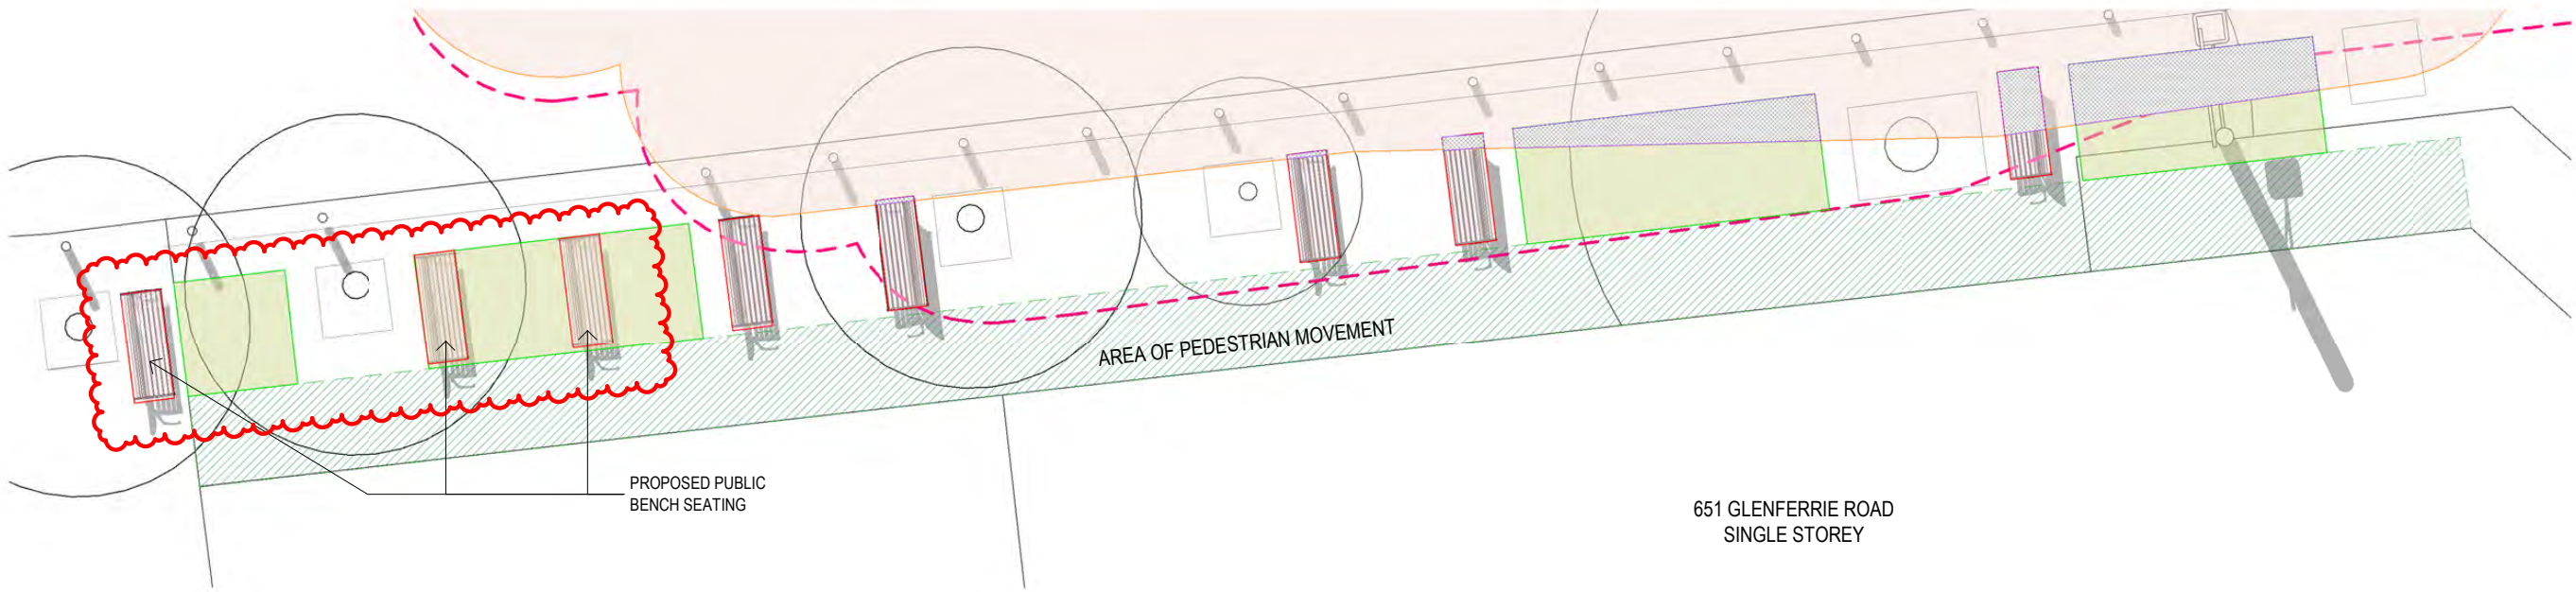 AREA OF PEDESTRIAN MOVEMENT
PROPOSED PUBLIC
BENCH SEATING
651 GLENFERRIE ROAD
SINGLE STOREY